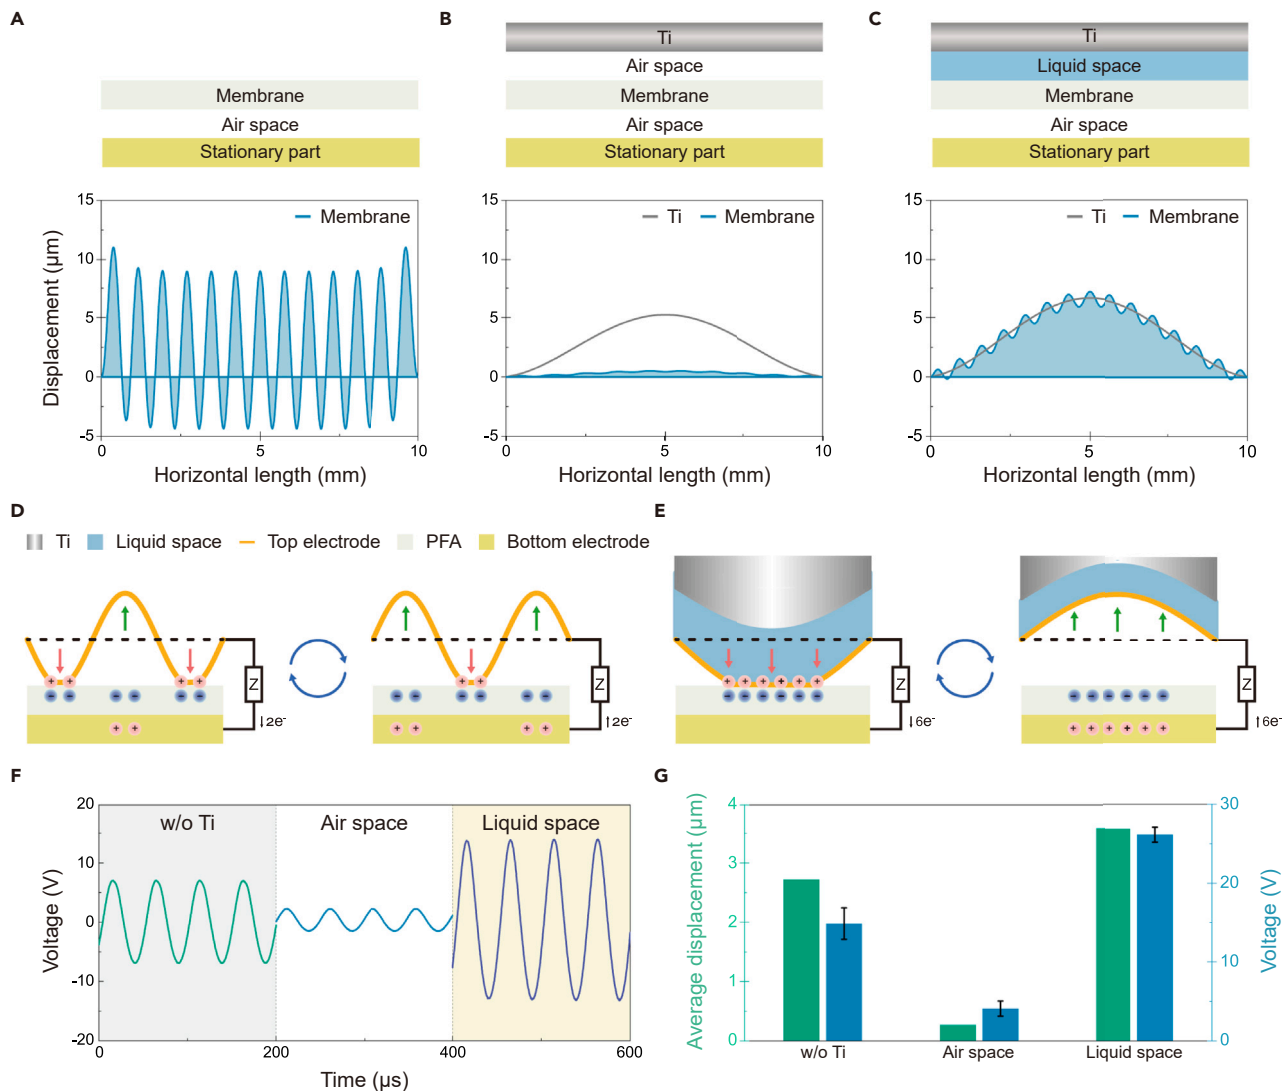 A
Membrane
Air space
Stationary part
Membrane
Displacement (µm)
15
10
5
0
-5
0
5
10
Horizontal length (mm)
B
Ti
Air space
Membrane
Air space
Stationary part
Ti
Membrane
15
10
5
0
-5
0
5
10
Horizontal length (mm)
C
Ti
Liquid space
Membrane
Air space
Stationary part
Ti
Membrane
15
10
5
0
-5
0
5
10
Horizontal length (mm)
D
Ti
Liquid space
Top electrode
PFA
Bottom electrode
Z
↓2e-
Z
↑2e-
E
Z
↓6e-
Z
↑6e-
F
w/o Ti
Air space
Liquid space
Voltage (V)
20
10
0
-10
-20
0
200
400
600
Time (µs)
G
Average displacement (µm)
4
3
2
1
0
30
20
10
0
Voltage (V)
w/o Ti
Air space
Liquid space